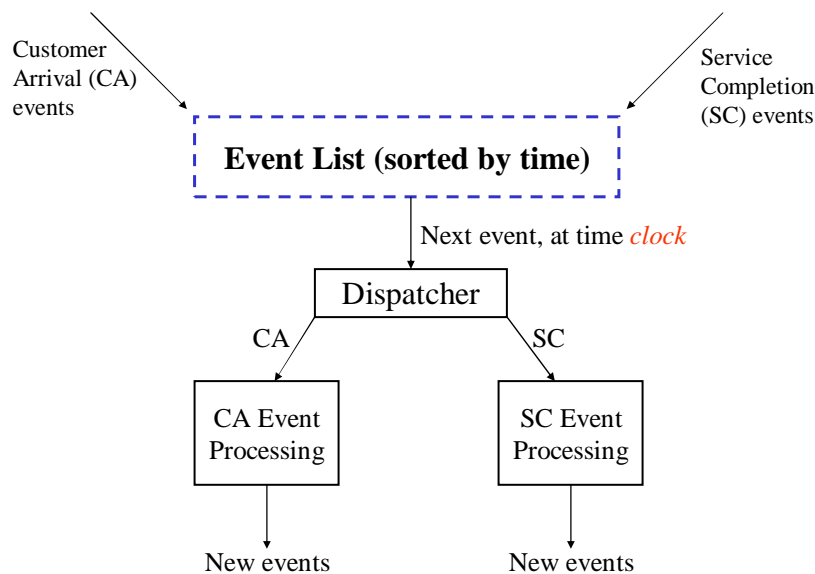 Customer
Arrival (CA)
events
Service
Completion
(SC) events
Event List (sorted by time)
Next event, at time clock
Dispatcher
CA
SC
CA Event
Processing
SC Event
Processing
New events
New events